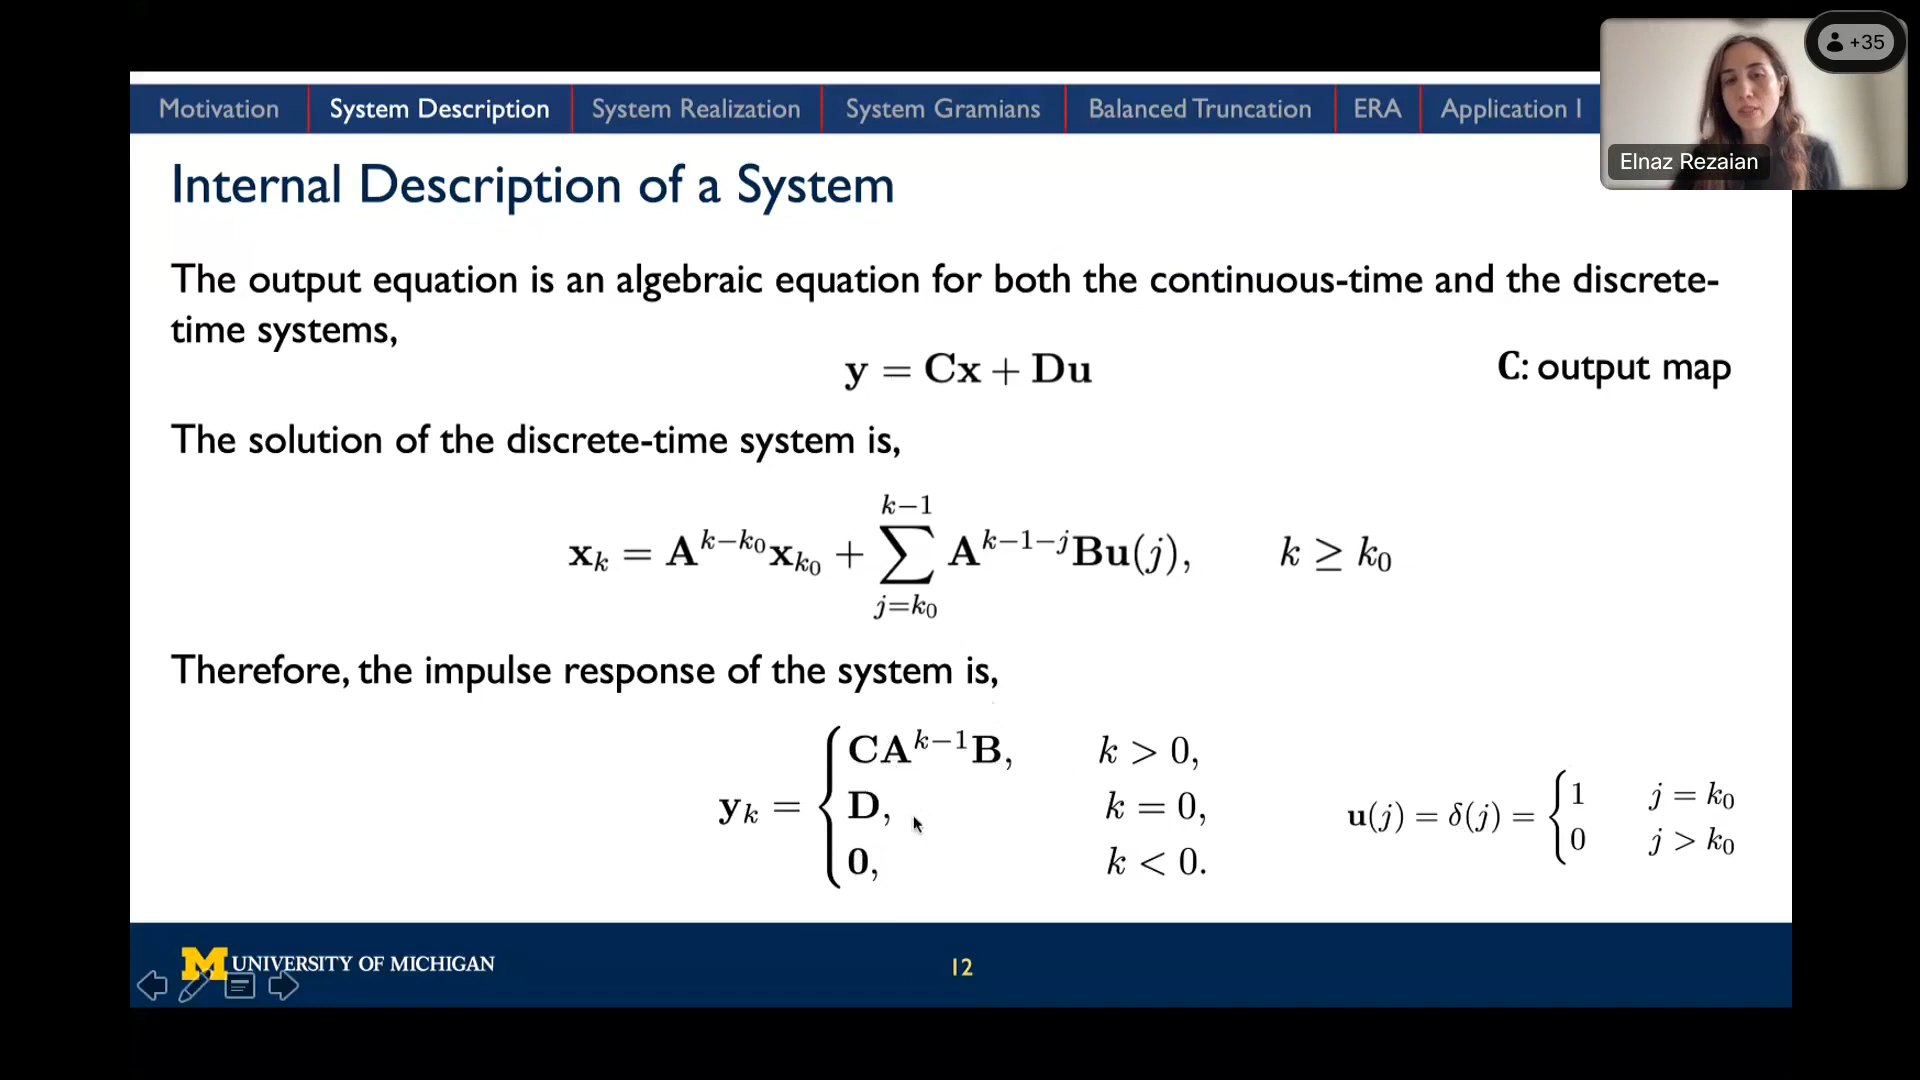 +35
Elnaz Rezaian
Motivation System Description System Realization System Gramians Balanced Truncation ERA Application I
Internal Description of a System
The output equation is an algebraic equation for both the continuous-time and the discrete-
time systems,
y = Cx + Du
C: output map
The solution of the discrete-time system is,
x_k = A^{k−k_0} x_{k_0} + \sum_{j=k_0}^{k−1} A^{k−1−j} Bu(j), k ≥ k_0
Therefore, the impulse response of the system is,
y_k = { CA^{k−1}B, k > 0,
D, k = 0,
0, k < 0.
u(j) = δ(j) = { 1 j = k_0
0 j > k_0
M UNIVERSITY OF MICHIGAN
12